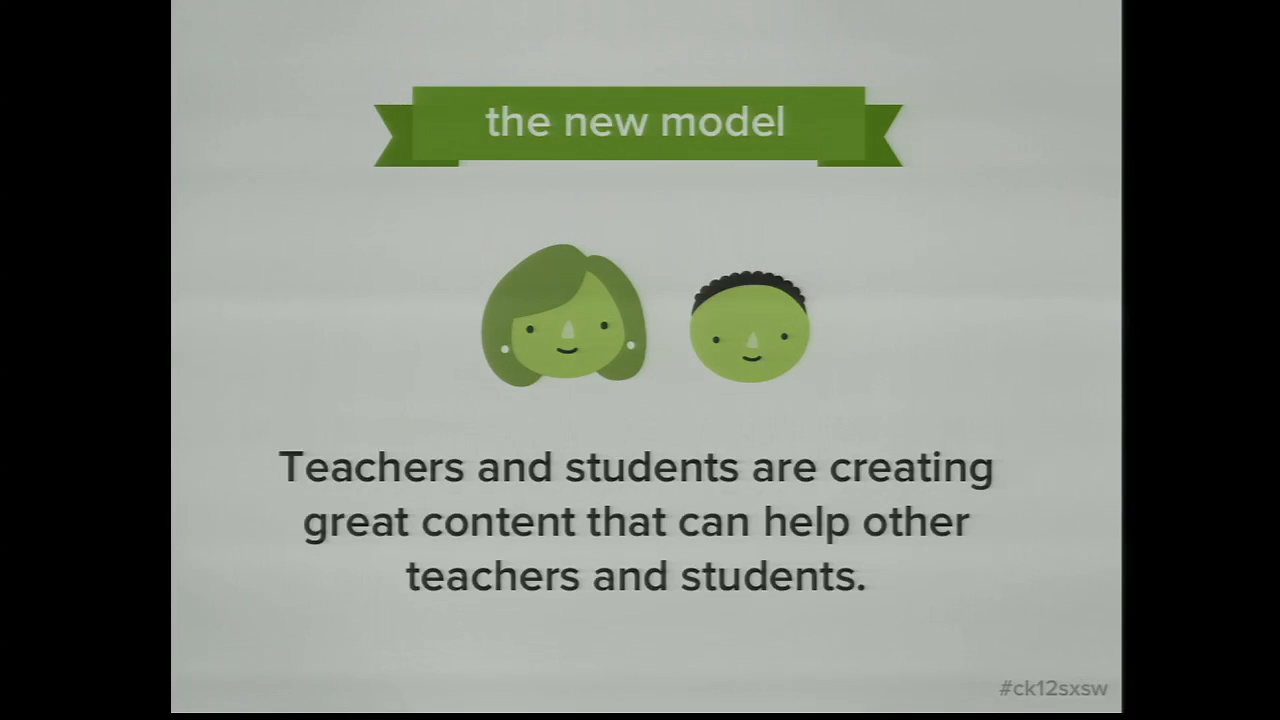 the new model
Teachers and students are creating
great content that can help other
teachers and students.
#ck12sxsw